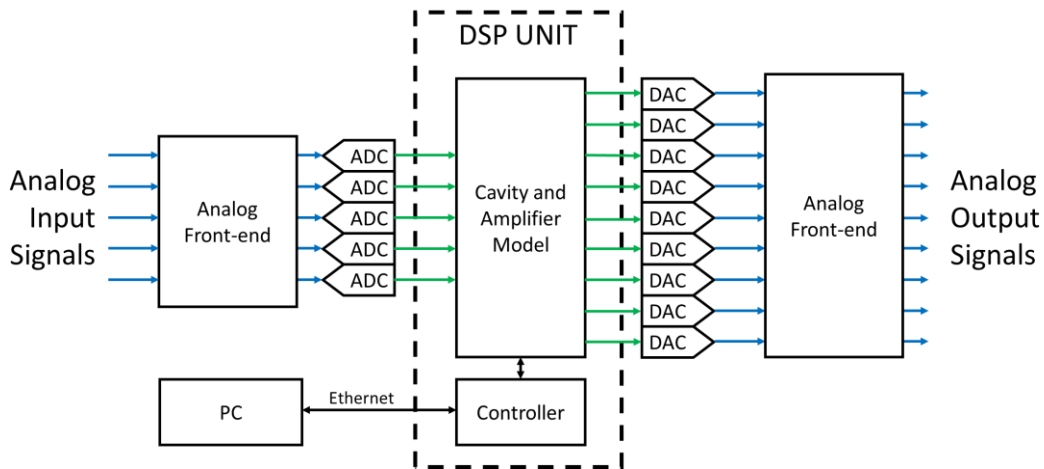 DSP UNIT
Analog
Input
Signals
Analog
Front-end
ADC
ADC
ADC
ADC
ADC
Cavity and
Amplifier
Model
DAC
DAC
DAC
DAC
DAC
DAC
DAC
DAC
DAC
Analog
Front-end
Analog
Output
Signals
PC
Ethernet
Controller